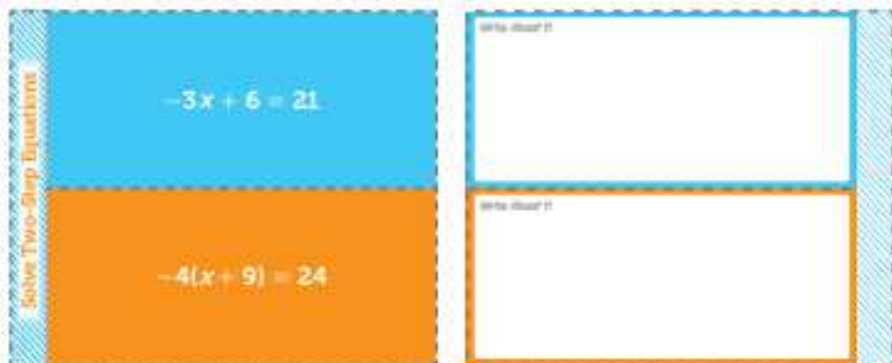 Solve Two-Step Equations
−3x + 6 = 21
Write About It
−4(x + 9) = 24
Write About It